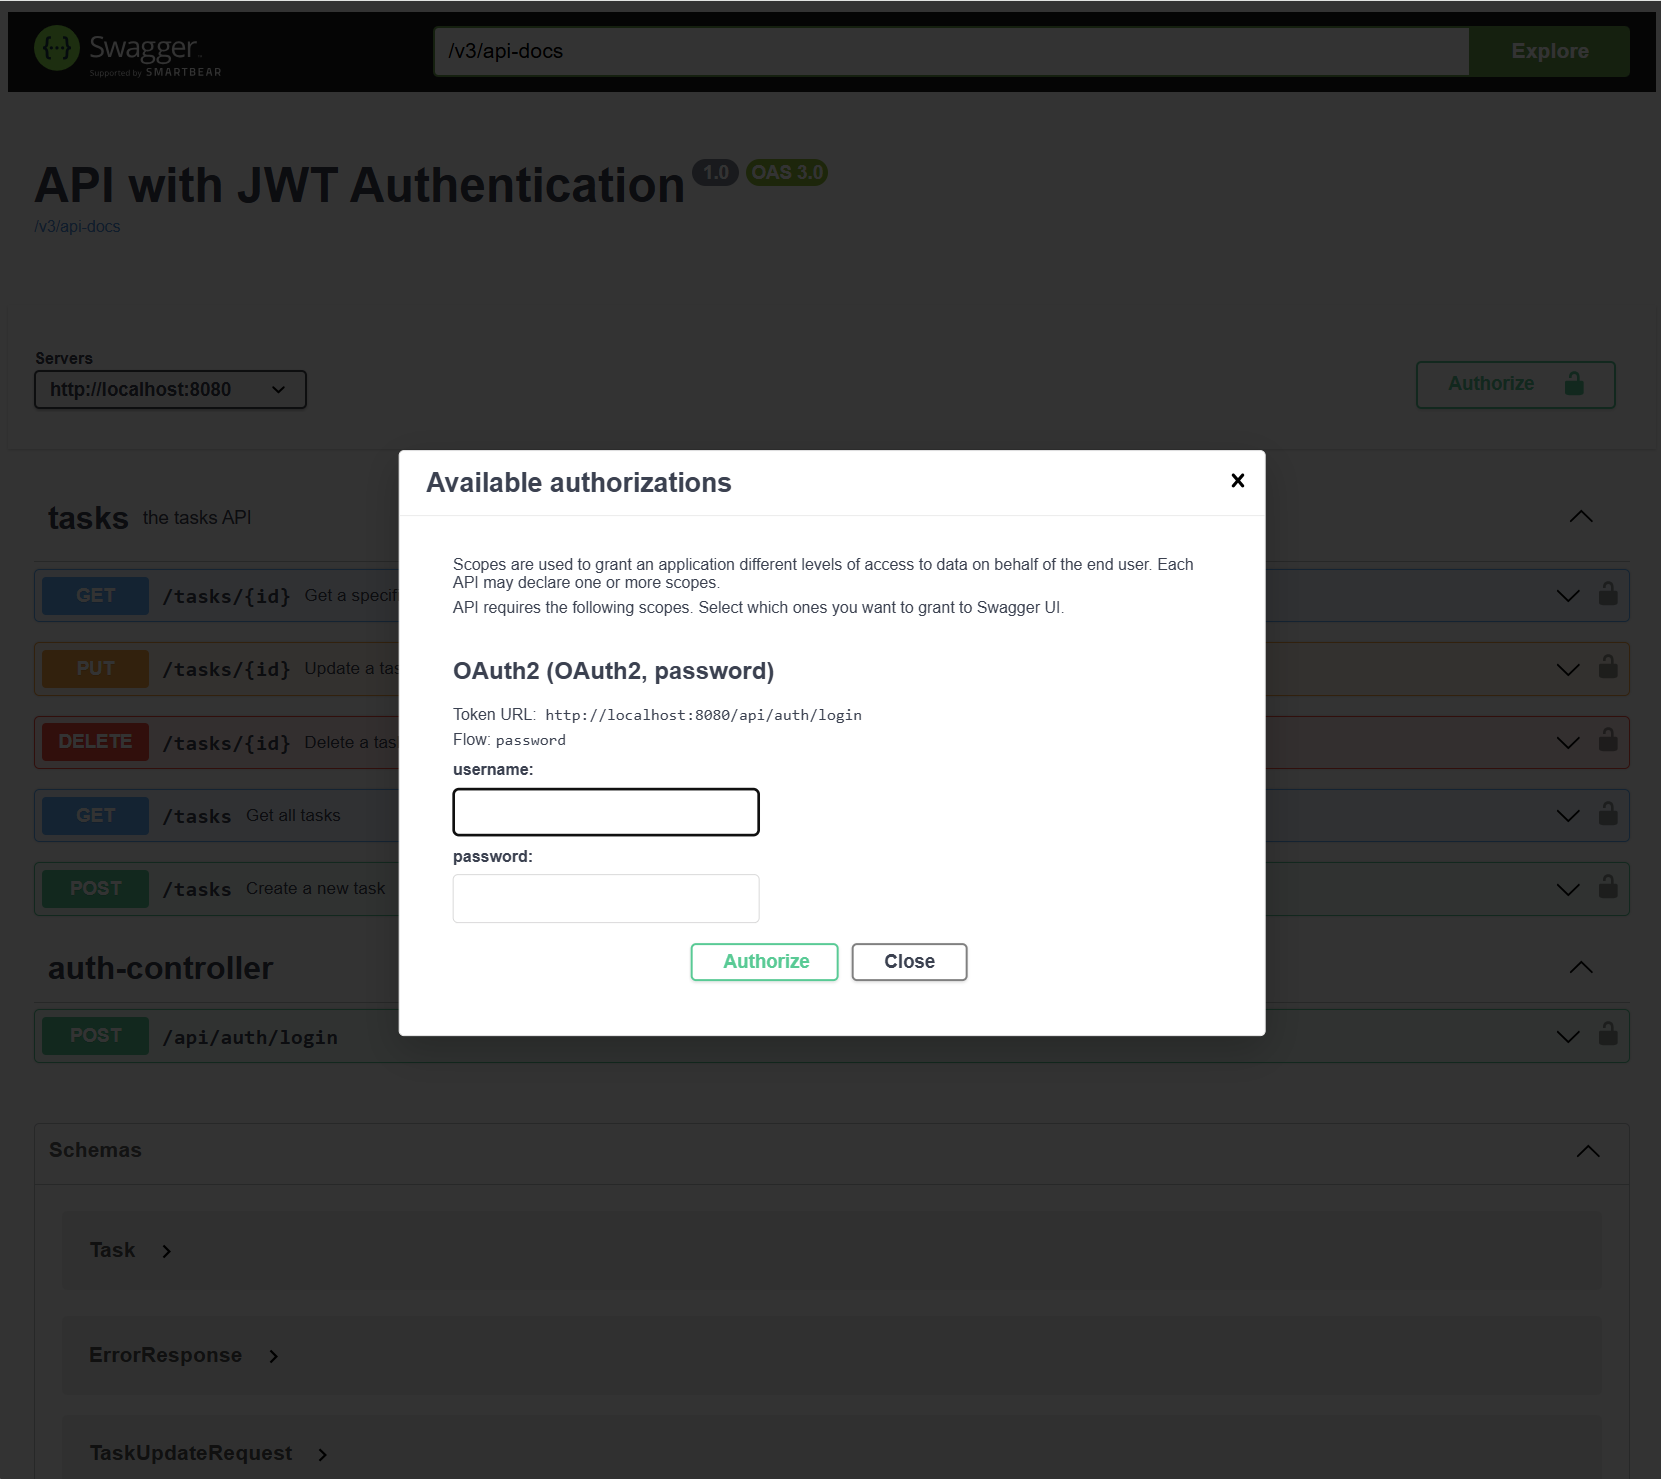 Swagger.
Supported by SMARTBEAR
/v3/api-docs
Explore
API with JWT Authentication 1.0 OAS 3.0
/v3/api-docs
Servers
http://localhost:8080
Authorize
Available authorizations
Scopes are used to grant an application different levels of access to data on behalf of the end user. Each
API may declare one or more scopes.
API requires the following scopes. Select which ones you want to grant to Swagger UI.
OAuth2 (OAuth2, password)
Token URL: http://localhost:8080/api/auth/login
Flow: password
username:
password:
Authorize
Close
tasks the tasks API
GET /tasks/{id} Get a specif
PUT /tasks/{id} Update a tas
DELETE /tasks/{id} Delete a tas
GET /tasks Get all tasks
POST /tasks Create a new task
auth-controller
POST /api/auth/login
Schemas
Task
ErrorResponse
TaskUpdateRequest